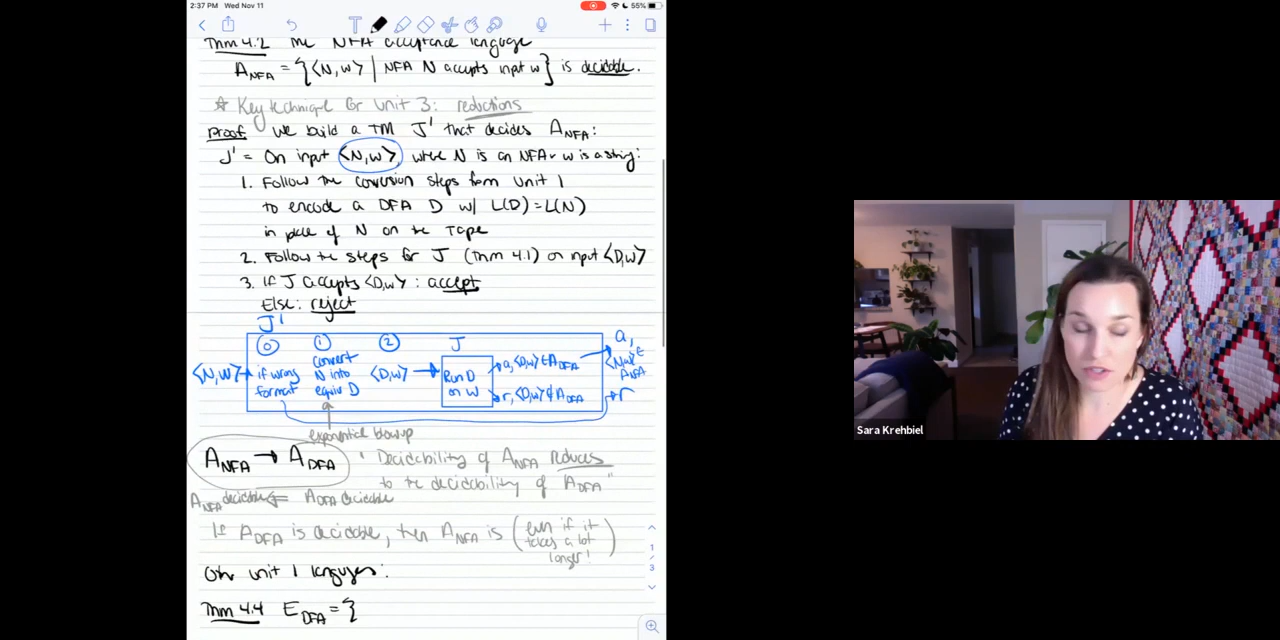 2:37 PM Wed Nov 11
55%
Thm 4.2 The NFA acceptance language
A_NFA = {<N,w> | NFA N accepts input w} is decidable.
☆ Key technique for Unit 3: reductions
Proof We build a TM J' that decides A_NFA:
J' = On input <N,w>, where N is an NFA & w is a string:
1. Follow the conversion steps from Unit 1
to encode a DFA D w/ L(D)=L(N)
in place of N on the tape
2. Follow the steps for J (Thm 4.1) on input <D,w>
3. If J accepts <D,w>: accept
Else: reject
J'
0 1 2 J
<N,w> if wrong format
convert N into equiv D
<D,w> → Run D on w
a, <D,w> ∈ A_DFA
r, <D,w> ∉ A_DFA
a, <N,w> ∈ A_NFA
r
exponential blowup
A_NFA → A_DFA "Decidability of A_NFA reduces
to the decidability of A_DFA"
A_NFA decidable ⇐ A_DFA decidable
If A_DFA is decidable, then A_NFA is (even if it takes a lot longer!)
Other unit 1 languages:
Thm 4.4 E_DFA = {
1/3
Sara Krehbiel